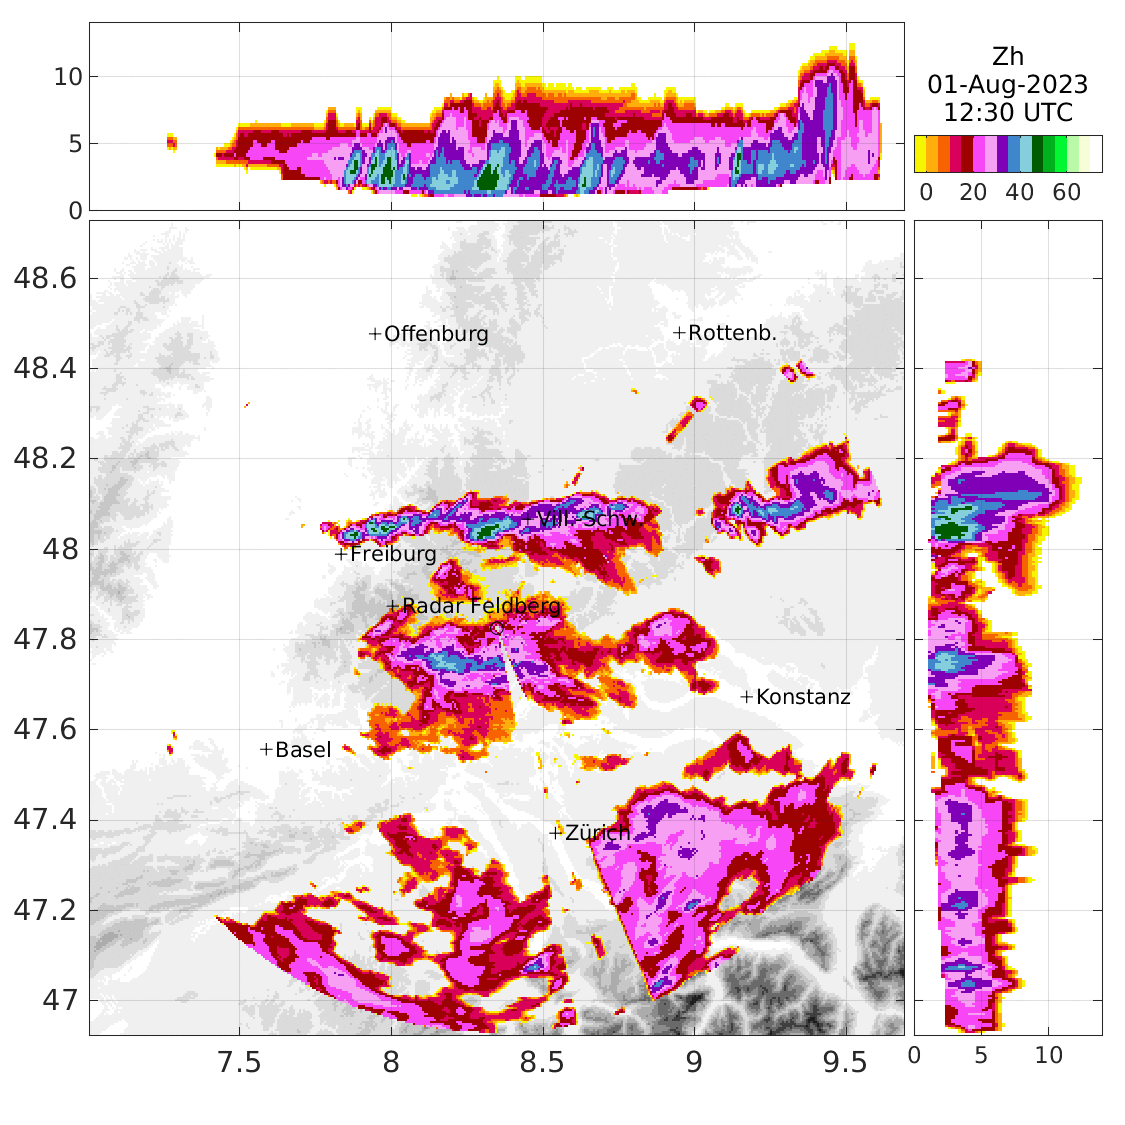 10
5
0
Zh
01-Aug-2023
12:30 UTC
0 20 40 60
48.6
48.4
48.2
48
47.8
47.6
47.4
47.2
47
+Offenburg
+Rottenb.
+Vill.-Schw.
+Freiburg
+Radar Feldberg
+Konstanz
+Basel
+Zürich
7.5 8 8.5 9 9.5
0 5 10